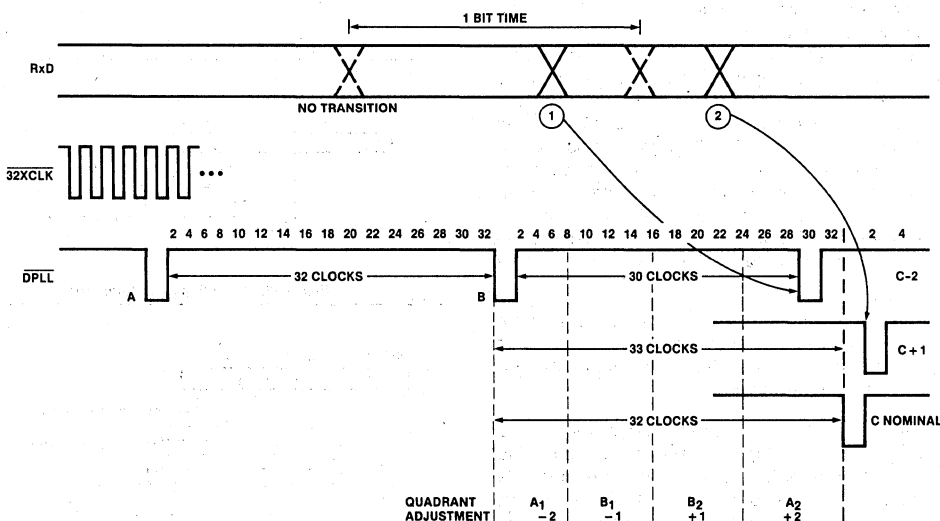 1 BIT TIME
RxD
NO TRANSITION
1 2
32XCLK
2 4 6 8 10 12 14 16 18 20 22 24 26 28 30 32 2 4 6 8 10 12 14 16 18 20 22 24 26 28 30 32 2 4
DPLL 32 CLOCKS 30 CLOCKS C-2
A B
33 CLOCKS C+1
32 CLOCKS C NOMINAL
QUADRANT A1 B1 B2 A2
ADJUSTMENT -2 -1 +1 +2